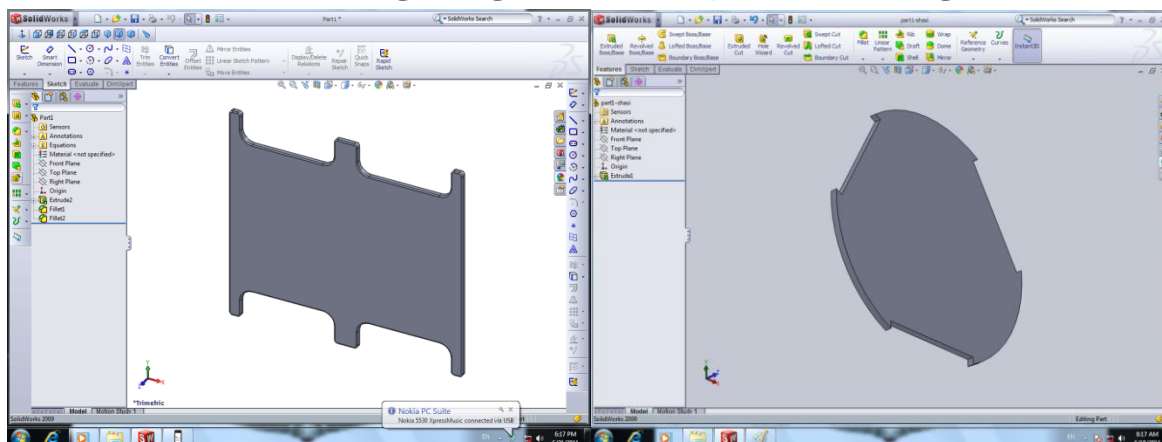 SolidWorks
Part1 *
SolidWorks Search
Sketch
Smart Dimension
Trim Entities
Convert Entities
Offset Entities
Mirror Entities
Linear Sketch Pattern
Move Entities
Display/Delete Relations
Repair Sketch
Quick Snaps
Rapid Sketch
Features Sketch Evaluate DimXpert
Part1
Sensors
Annotations
Equations
Material <not specified>
Front Plane
Top Plane
Right Plane
Origin
Extrude2
Fillet1
Fillet2
*Trimetric
Model Motion Study 1
SolidWorks 2009
Nokia PC Suite
Nokia 5530 XpressMusic connected via USB
EN
6:17 PM
SolidWorks
part1-shasi
SolidWorks Search
Extruded Boss/Base
Revolved Boss/Base
Swept Boss/Base
Lofted Boss/Base
Boundary Boss/Base
Extruded Cut
Hole Wizard
Revolved Cut
Swept Cut
Lofted Cut
Boundary Cut
Fillet
Linear Pattern
Rib
Draft
Shell
Wrap
Dome
Mirror
Reference Geometry
Curves
Instant3D
Features Sketch Evaluate DimXpert
part1-shasi
Sensors
Annotations
Material <not specified>
Front Plane
Top Plane
Right Plane
Origin
Extrude1
Model Motion Study 1
SolidWorks 2009
Editing Part
EN
9:17 AM